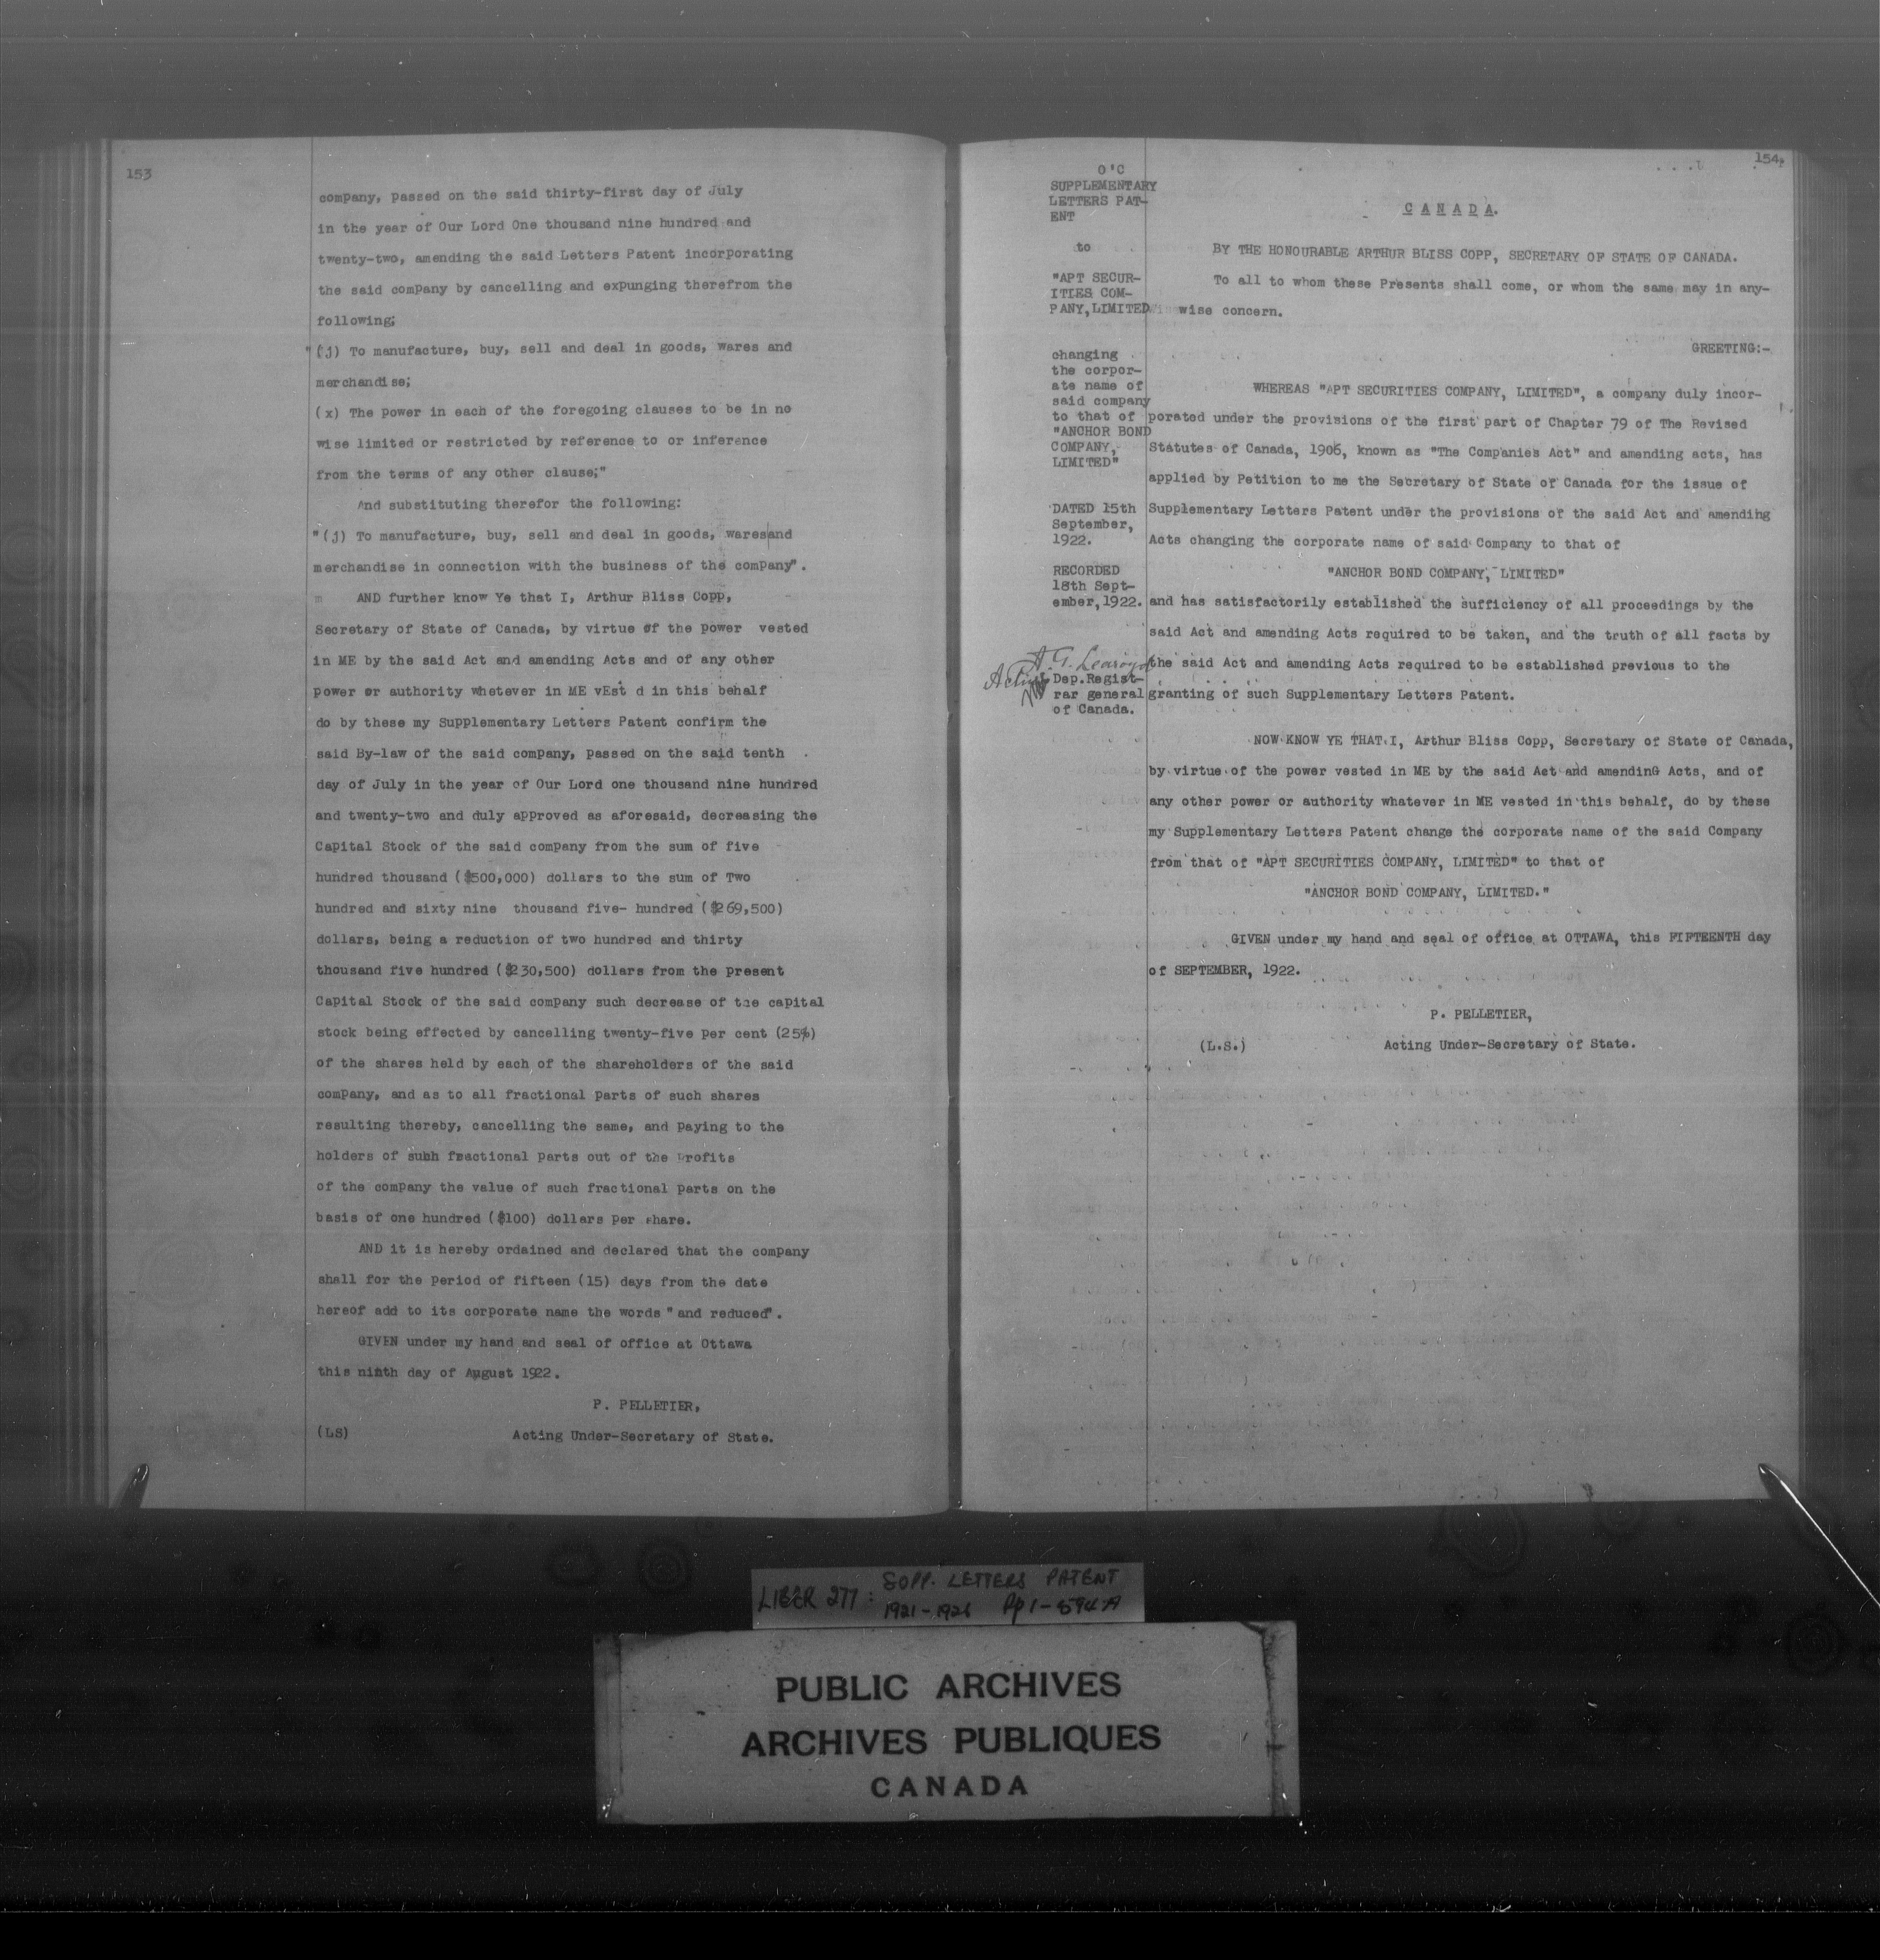 153
company, passed on the said thirty-first day of July
in the year of Our Lord One thousand nine hundred and
twenty-two, amending the said Letters Patent incorporating
the said company by cancelling and expunging therefrom the
following;
"(j) To manufacture, buy, sell and deal in goods, wares and
merchandise;
(x) The power in each of the foregoing clauses to be in no
wise limited or restricted by reference to or inference
from the terms of any other clause;"
And substituting therefor the following:
"(j) To manufacture, buy, sell and deal in goods, wares and
merchandise in connection with the business of the company".
AND further know Ye that I, Arthur Bliss Copp,
Secretary of State of Canada, by virtue of the power vested
in ME by the said Act and amending Acts and of any other
power or authority whatever in ME vEst d in this behalf
do by these my Supplementary Letters Patent confirm the
said By-law of the said company, passed on the said tenth
day of July in the year of Our Lord one thousand nine hundred
and twenty-two and duly approved as aforesaid, decreasing the
Capital Stock of the said company from the sum of five
hundred thousand ($500,000) dollars to the sum of Two
hundred and sixty nine thousand five- hundred ($269,500)
dollars, being a reduction of two hundred and thirty
thousand five hundred ($230,500) dollars from the present
Capital Stock of the said company such decrease of the capital
stock being effected by cancelling twenty-five per cent (25%)
of the shares held by each of the shareholders of the said
company, and as to all fractional parts of such shares
resulting thereby, cancelling the same, and paying to the
holders of such fractional parts out of the profits
of the company the value of such fractional parts on the
basis of one hundred ($100) dollars per share.
AND it is hereby ordained and declared that the company
shall for the period of fifteen (15) days from the date
hereof add to its corporate name the words "and reduced".
GIVEN under my hand and seal of office at Ottawa
this ninth day of August 1922.
P. PELLETIER,
(LS) Acting Under-Secretary of State.
154.
O'C
SUPPLEMENTARY
LETTERS PAT-
ENT
to
"APT SECUR-
ITIES COM-
PANY, LIMITED
changing
the corpor-
ate name of
said company
to that of
"ANCHOR BOND
COMPANY,
LIMITED"
DATED 15th
September,
1922.
RECORDED
18th Sept-
ember, 1922.
A. G. Learoyd
Acting
Dep. Regist-
rar general
of Canada.
CANADA.
BY THE HONOURABLE ARTHUR BLISS COPP, SECRETARY OF STATE OF CANADA.
To all to whom these Presents shall come, or whom the same may in any-
wise concern.
GREETING:-
WHEREAS "APT SECURITIES COMPANY, LIMITED", a company duly incor-
porated under the provisions of the first part of Chapter 79 of The Revised
Statutes of Canada, 1906, known as "The Companies Act" and amending acts, has
applied by Petition to me the Secretary of State of Canada for the issue of
Supplementary Letters Patent under the provisions of the said Act and amending
Acts changing the corporate name of said Company to that of
"ANCHOR BOND COMPANY, LIMITED"
and has satisfactorily established the sufficiency of all proceedings by the
said Act and amending Acts required to be taken, and the truth of all facts by
the said Act and amending Acts required to be established previous to the
granting of such Supplementary Letters Patent.
NOW KNOW YE THAT I, Arthur Bliss Copp, Secretary of State of Canada,
by virtue of the power vested in ME by the said Act and amendinG Acts, and of
any other power or authority whatever in ME vested in this behalf, do by these
my Supplementary Letters Patent change the corporate name of the said Company
from that of "APT SECURITIES COMPANY, LIMITED" to that of
"ANCHOR BOND COMPANY, LIMITED."
GIVEN under my hand and seal of office at OTTAWA, this FIFTEENTH day
of SEPTEMBER, 1922.
P. PELLETIER,
(L.S.) Acting Under-Secretary of State.
LIBER 277: SUPP. LETTERS PATENT
1921-1926 Pp 1-594A
PUBLIC ARCHIVES
ARCHIVES PUBLIQUES
CANADA